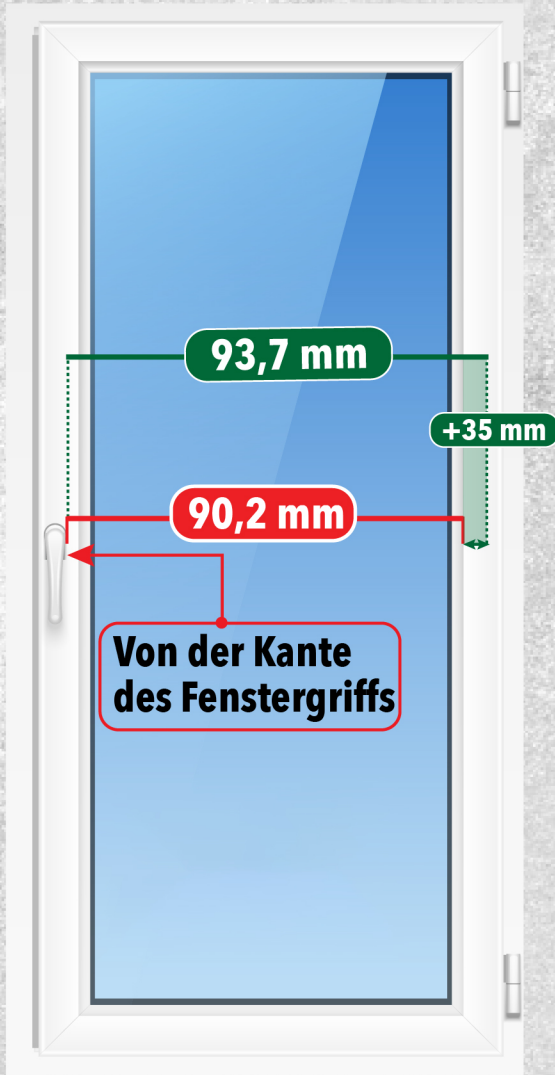 93,7 mm
+35 mm
90,2 mm
Von der Kante
des Fenstergriffs